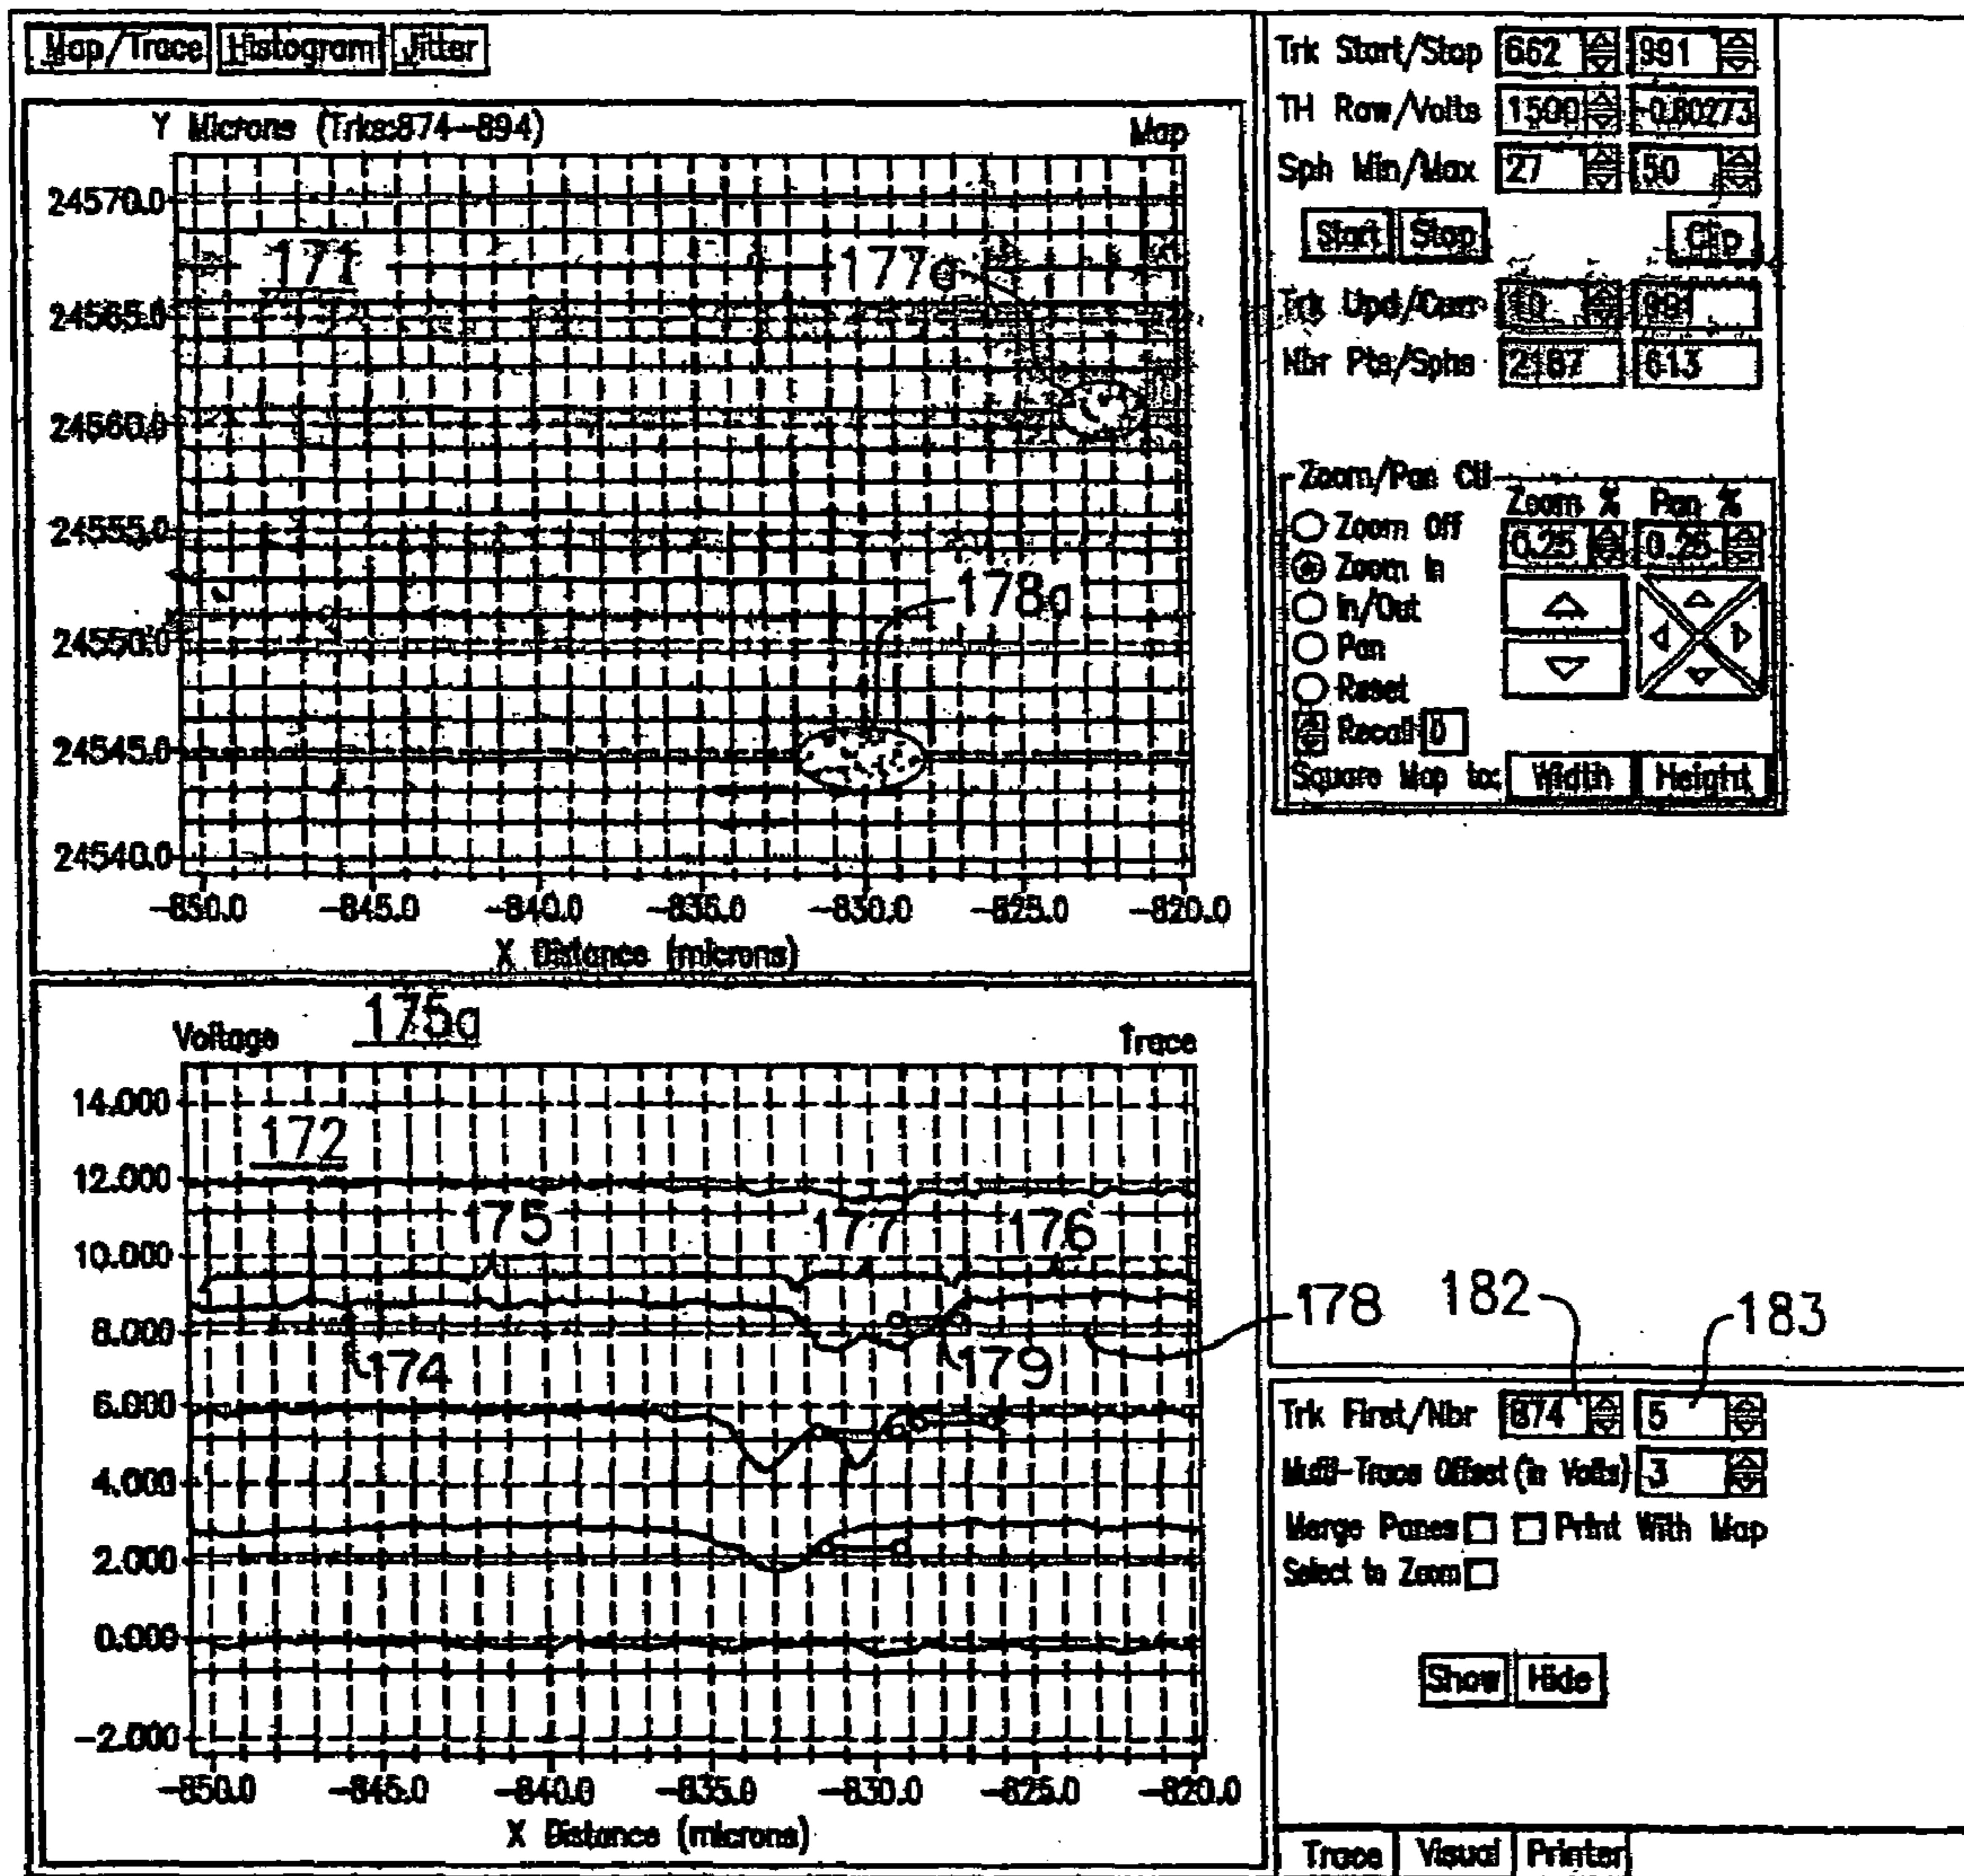 Map/Trace Histogram Jitter
Y Microns (Trks:874-894) Map
24570.0
24565.0
24560.0
24555.0
24550.0
24545.0
24540.0
171
177a
178a
-850.0 -845.0 -840.0 -835.0 -830.0 -825.0 -820.0
X Distance (microns)
Voltage 175a Trace
14.000
12.000
10.000
8.000
6.000
4.000
2.000
0.000
-2.000
172
175 177 176
174 179
178
-850.0 -845.0 -840.0 -835.0 -830.0 -825.0 -820.0
X Distance (microns)
Trk Start/Stop 662 991
TH Raw/Volts 1500 -0.80273
Sph Min/Max 27 50
Start Stop Clip
Trk Upd/Curr 10 991
Nbr Pts/Sphs 2187 613
Zoom/Pan Ctl
Zoom % Pan %
0.25 0.25
Zoom Off
Zoom In
In/Out
Pan
Reset
Recall 0
Square Map to: Width Height
182 183
Trk First/Nbr 874 5
Multi-Trace Offset (in Volts) 3
Merge Panes Print With Map
Select to Zoom
Show Hide
Trace Visual Printer